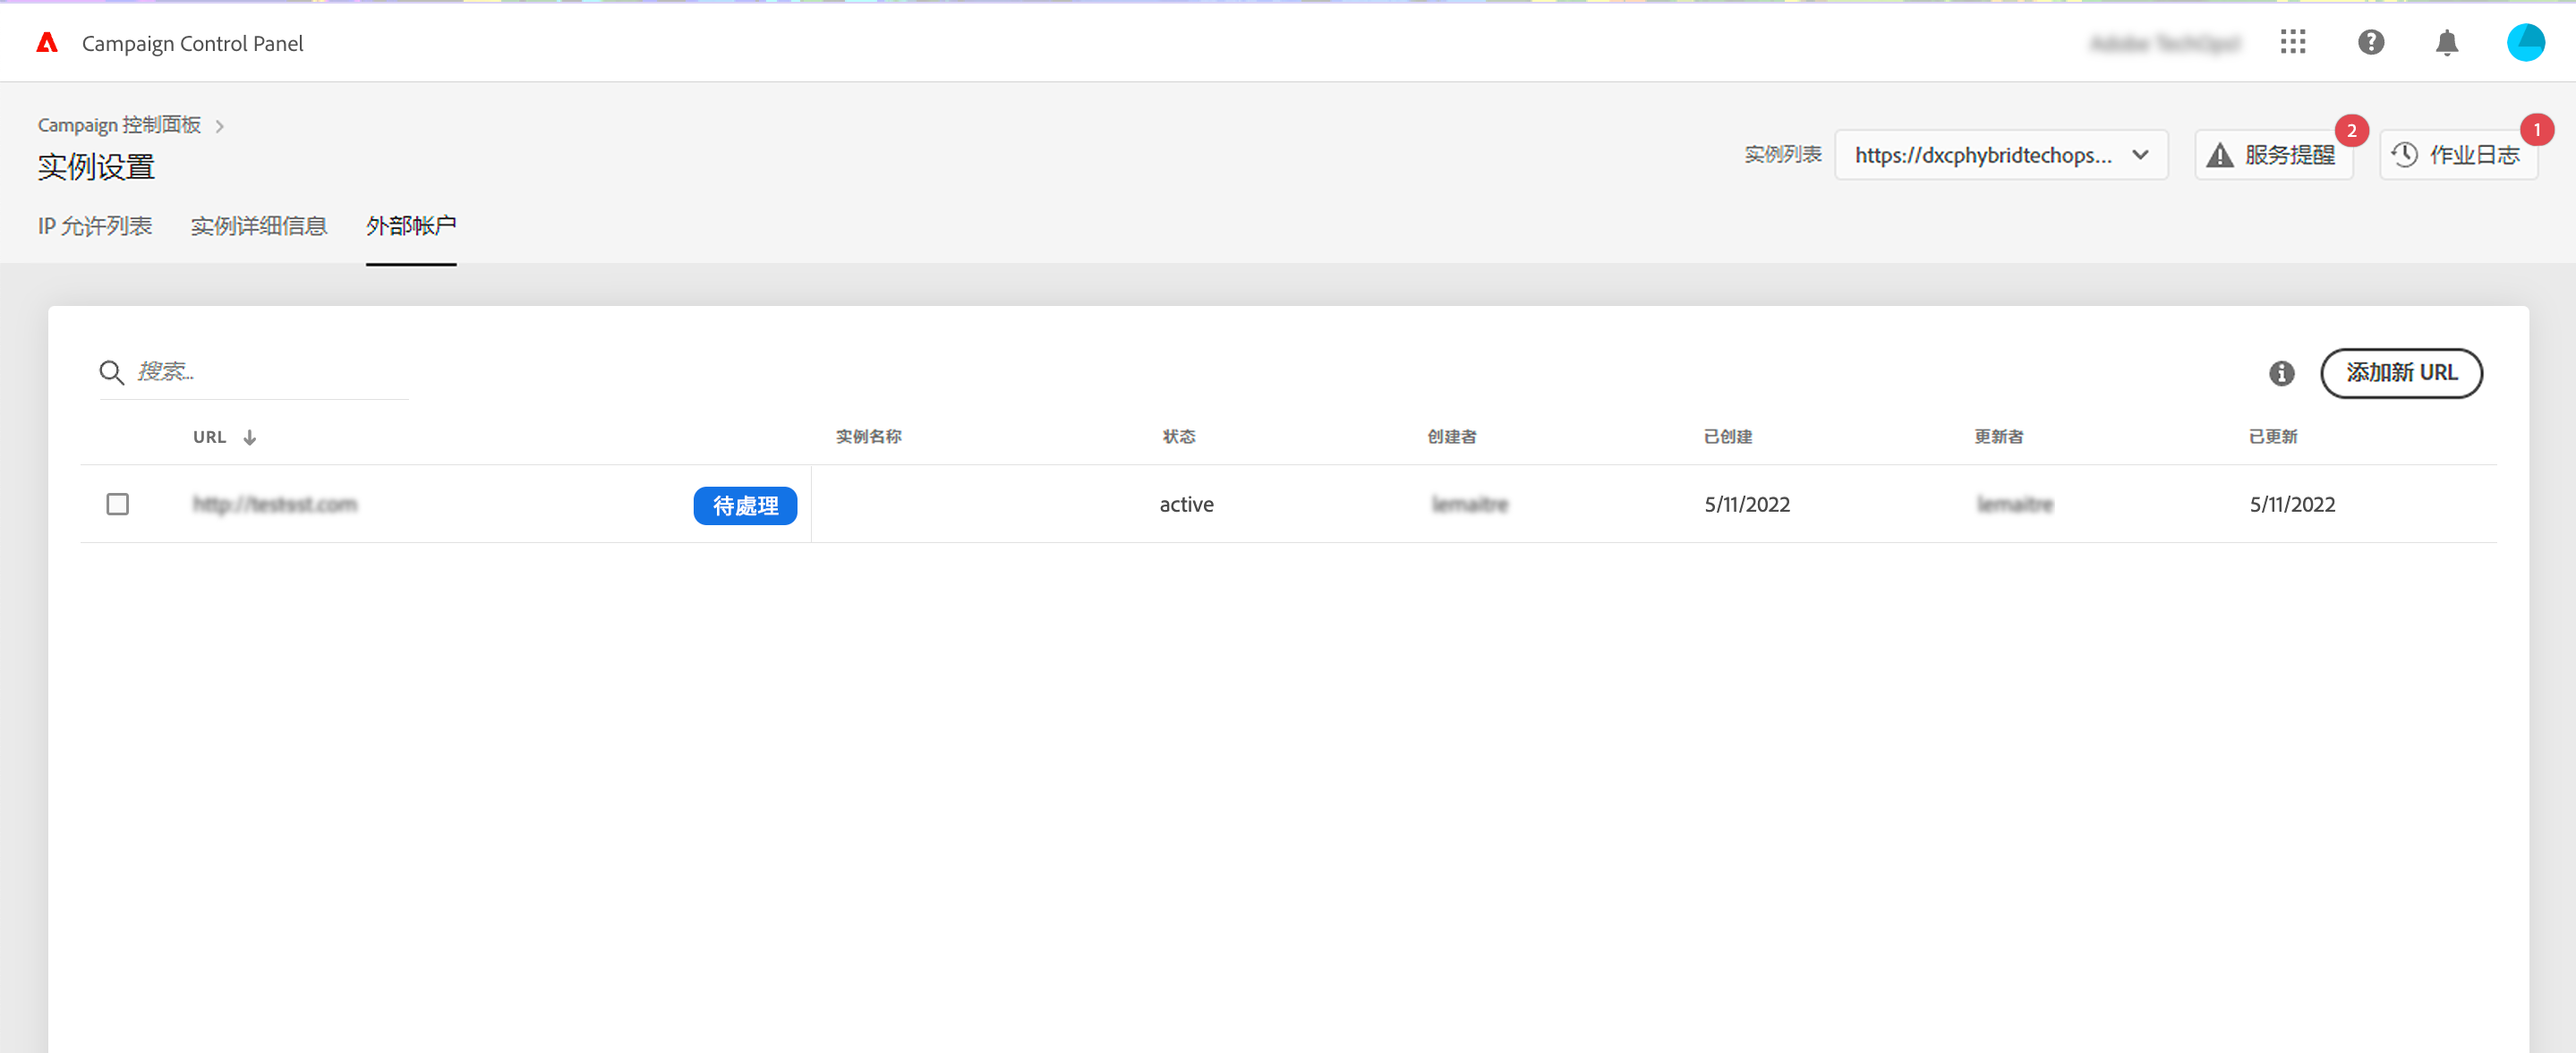 Campaign Control Panel
Campaign 控制面板
实例设置
实例列表
https://dxcphybridtechops...
服务提醒
2
作业日志
1
IP 允许列表
实例详细信息
外部帐户
搜索...
添加新 URL
URL
实例名称
状态
创建者
已创建
更新者
已更新
待處理
active
5/11/2022
5/11/2022